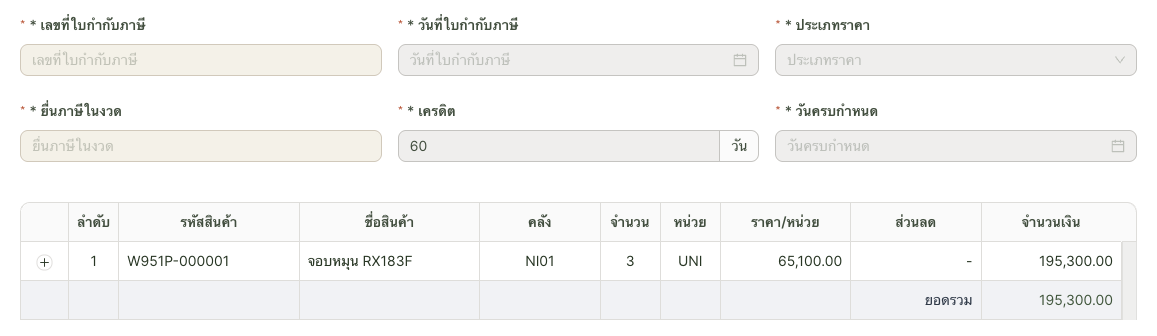 * * เลขที่ใบกำกับภาษี * * วันที่ใบกำกับภาษี * * ประเภทราคา
เลขที่ใบกำกับภาษี วันที่ใบกำกับภาษี ประเภทราคา
* * ยื่นภาษีในงวด * * เครดิต * * วันครบกำหนด
ยื่นภาษีในงวด 60 วัน วันครบกำหนด
ลำดับ รหัสสินค้า ชื่อสินค้า คลัง จำนวน หน่วย ราคา/หน่วย ส่วนลด จำนวนเงิน
1 W951P-000001 จอบหมุน RX183F NI01 3 UNI 65,100.00 - 195,300.00
ยอดรวม 195,300.00